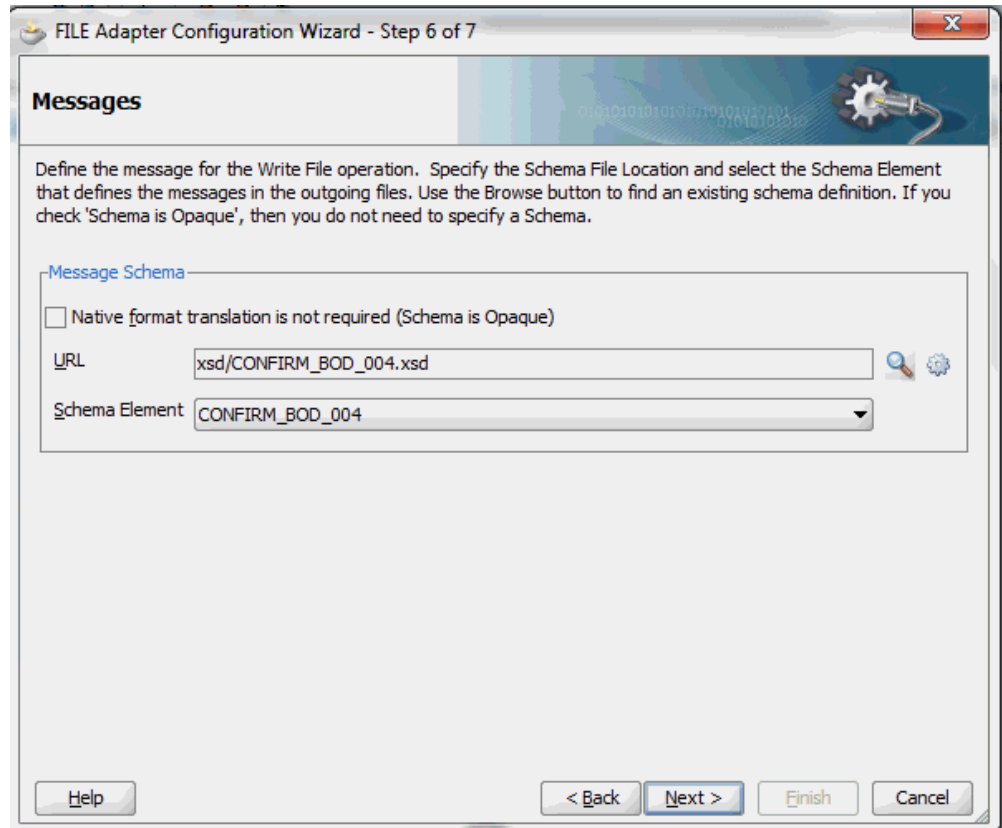 FILE Adapter Configuration Wizard - Step 6 of 7
Messages
Define the message for the Write File operation.  Specify the Schema File Location and select the Schema Element
that defines the messages in the outgoing files. Use the Browse button to find an existing schema definition. If you
check 'Schema is Opaque', then you do not need to specify a Schema.
Message Schema
Native format translation is not required (Schema is Opaque)
URL xsd/CONFIRM_BOD_004.xsd
Schema Element CONFIRM_BOD_004
Help < Back Next > Finish Cancel